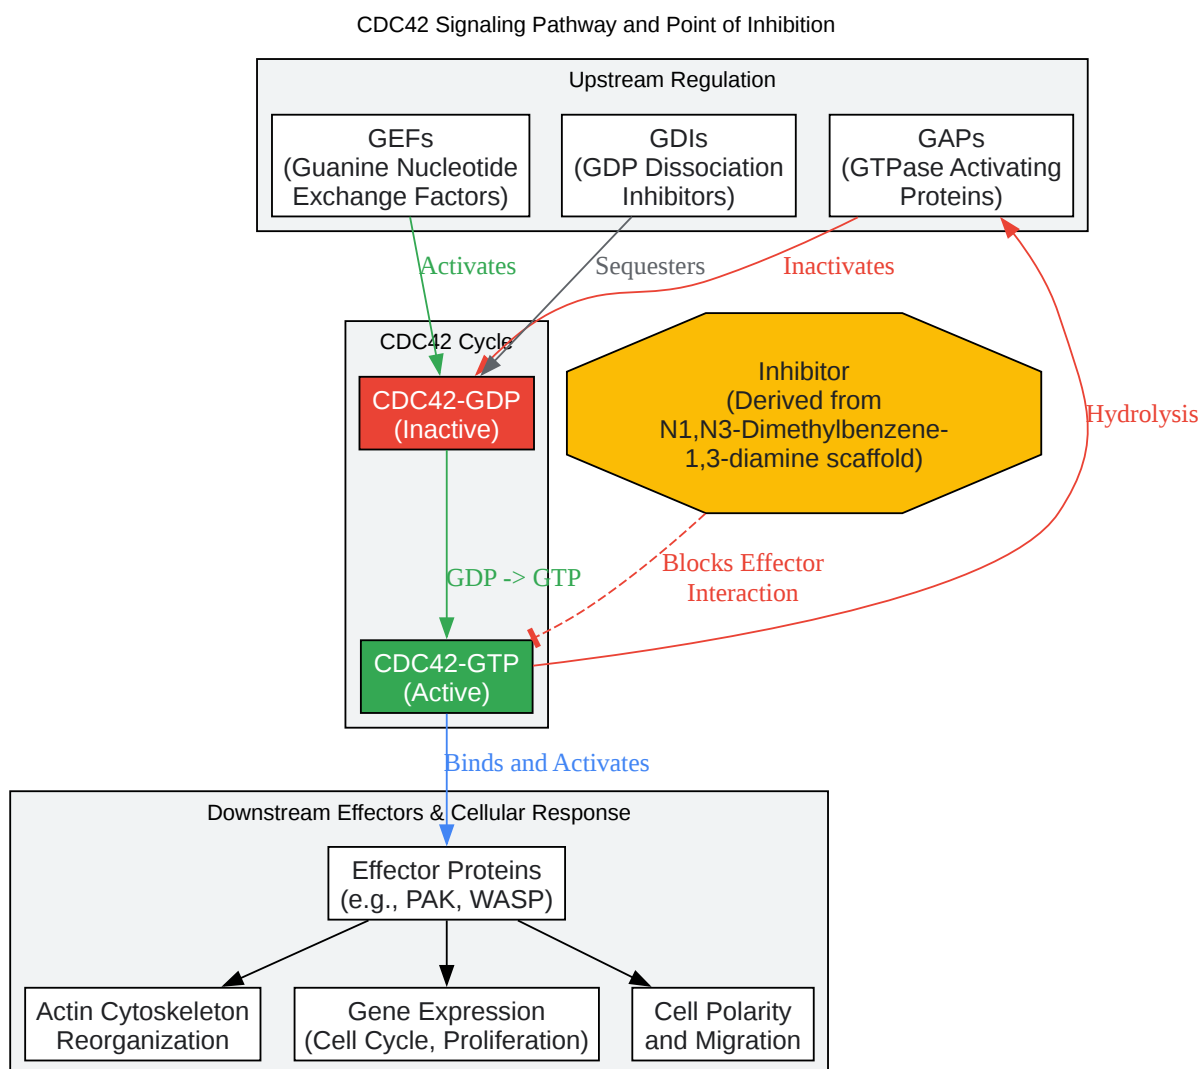 CDC42 Signaling Pathway and Point of Inhibition
Upstream Regulation
GEFs
(Guanine Nucleotide
Exchange Factors)
GDIs
(GDP Dissociation
Inhibitors)
GAPs
(GTPase Activating
Proteins)
Activates
Sequesters
Inactivates
CDC42 Cycle
CDC42-GDP
(Inactive)
Inhibitor
(Derived from
N1,N3-Dimethylbenzene-
1,3-diamine scaffold)
Hydrolysis
GDP -> GTP
Blocks Effector
Interaction
CDC42-GTP
(Active)
Binds and Activates
Downstream Effectors & Cellular Response
Effector Proteins
(e.g., PAK, WASP)
Actin Cytoskeleton
Reorganization
Gene Expression
(Cell Cycle, Proliferation)
Cell Polarity
and Migration